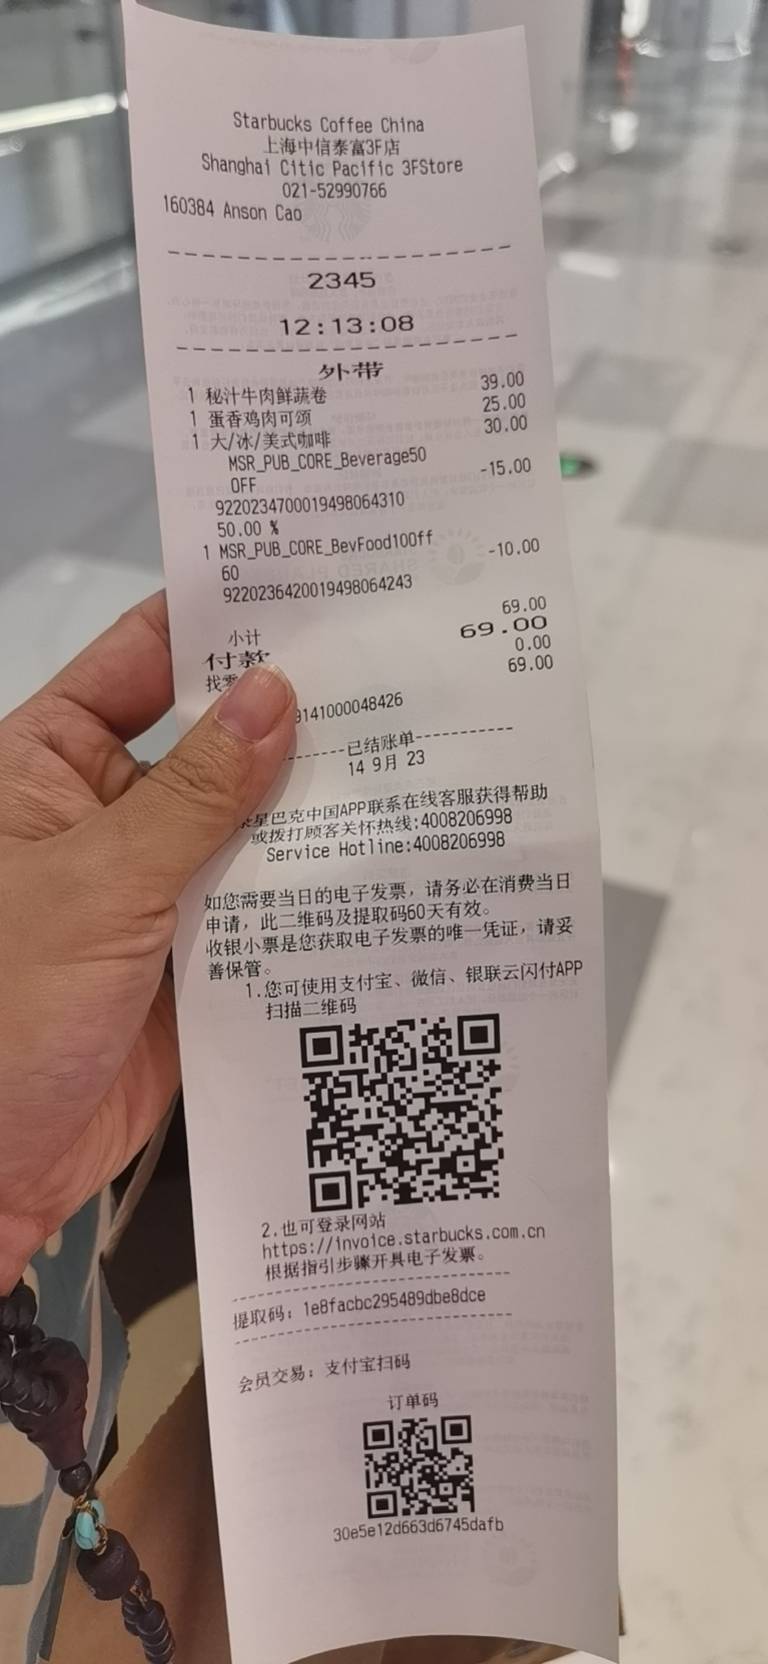 Starbucks Coffee China
上海中信泰富3F店
Shanghai Citic Pacific 3FStore
021-52990766
160384 Anson Cao
2345
12:13:08
外带
1 秘汁牛肉鲜蔬卷 39.00
1 蛋香鸡肉可颂 25.00
1 大/冰/美式咖啡 30.00
MSR_PUB_CORE_Beverage50
OFF -15.00
9220234700019498064310
50.00 %
1 MSR_PUB_CORE_BevFood10Off
60 -10.00
9220236420019498064243
小计 69.00
付款 69.00
找零 0.00
69.00
9141000048426
已结账单
14 9月 23
星巴克中国APP联系在线客服获得帮助
或拨打顾客关怀热线:4008206998
Service Hotline:4008206998
如您需要当日的电子发票，请务必在消费当日
申请，此二维码及提取码60天有效。
收银小票是您获取电子发票的唯一凭证，请妥
善保管。
1.您可使用支付宝、微信、银联云闪付APP
扫描二维码
2.也可登录网站
https://invoice.starbucks.com.cn
根据指引步骤开具电子发票。
提取码：1e8facbc295489dbe8dce
会员交易：支付宝扫码
订单码
30e5e12d663d6745dafb